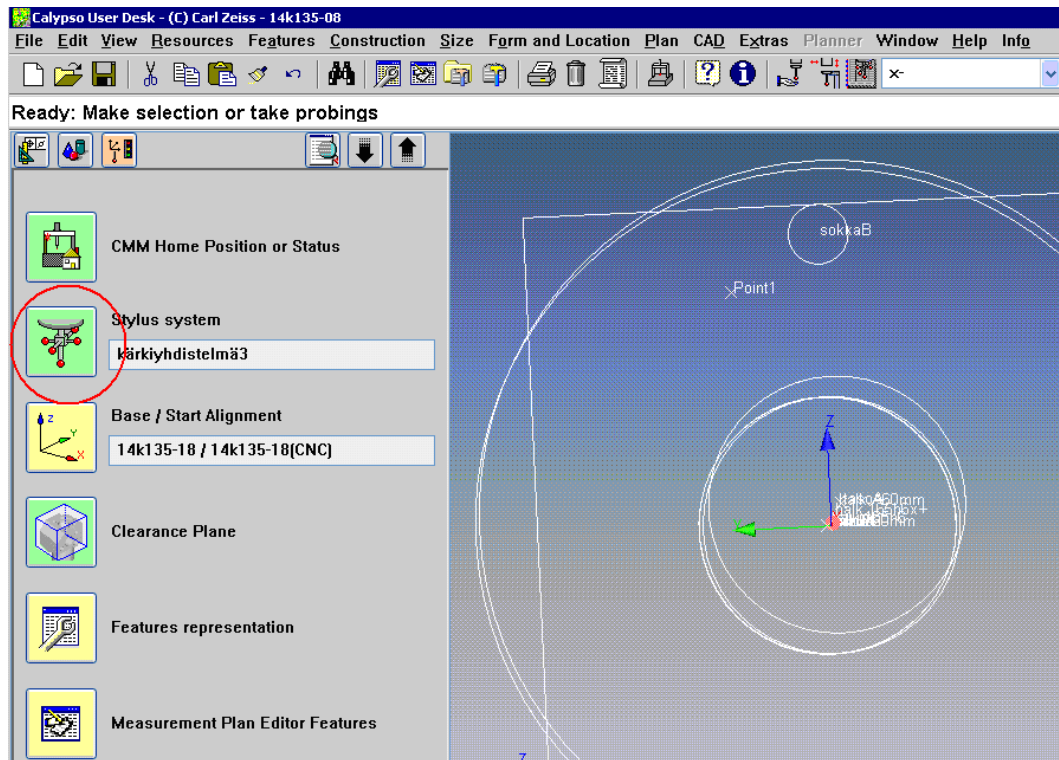 Calypso User Desk - (C) Carl Zeiss - 14k135-08
File Edit View Resources Features Construction Size Form and Location Plan CAD Extras Planner Window Help Info
x-
Ready: Make selection or take probings
CMM Home Position or Status
Stylus system
kärkiyhdistelmä3
Base / Start Alignment
14k135-18 / 14k135-18(CNC)
Clearance Plane
Features representation
Measurement Plan Editor Features
sokkaB
Point1
Z
Z